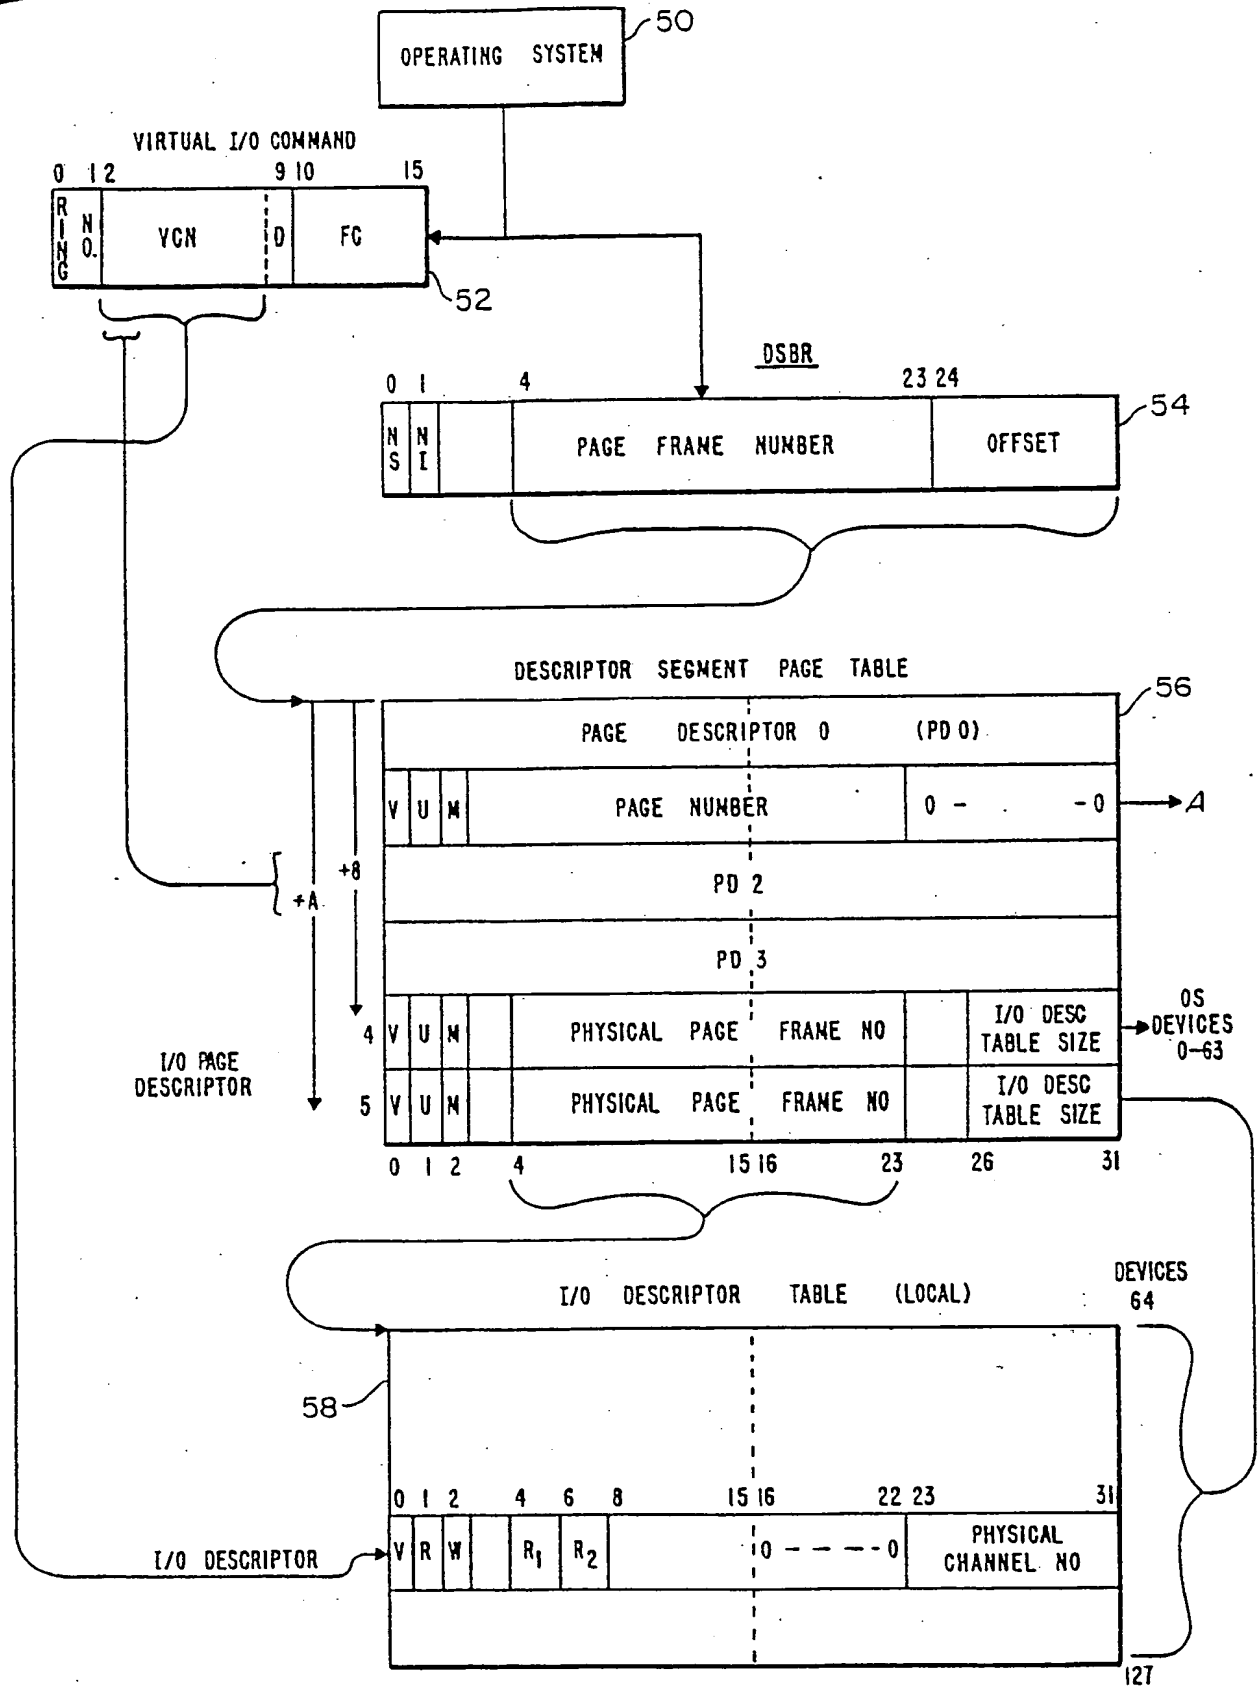 OPERATING SYSTEM
50
VIRTUAL I/O COMMAND
0 1 2 9 10 15
RING NO. VCN D FC
52
DSBR
0 1 4 23 24
NS NI PAGE FRAME NUMBER OFFSET
54
DESCRIPTOR SEGMENT PAGE TABLE
56
PAGE DESCRIPTOR 0 (PD 0)
V U M PAGE NUMBER 0 - - 0
A
+8
+A
PD 2
PD 3
4 V U M PHYSICAL PAGE FRAME NO I/O DESC TABLE SIZE
OS DEVICES 0-63
I/O PAGE DESCRIPTOR
5 V U M PHYSICAL PAGE FRAME NO I/O DESC TABLE SIZE
0 1 2 4 15 16 23 26 31
I/O DESCRIPTOR TABLE (LOCAL)
DEVICES 64
58
0 1 2 4 6 8 15 16 22 23 31
I/O DESCRIPTOR
V R W R1 R2 0 - - - - 0 PHYSICAL CHANNEL NO
127